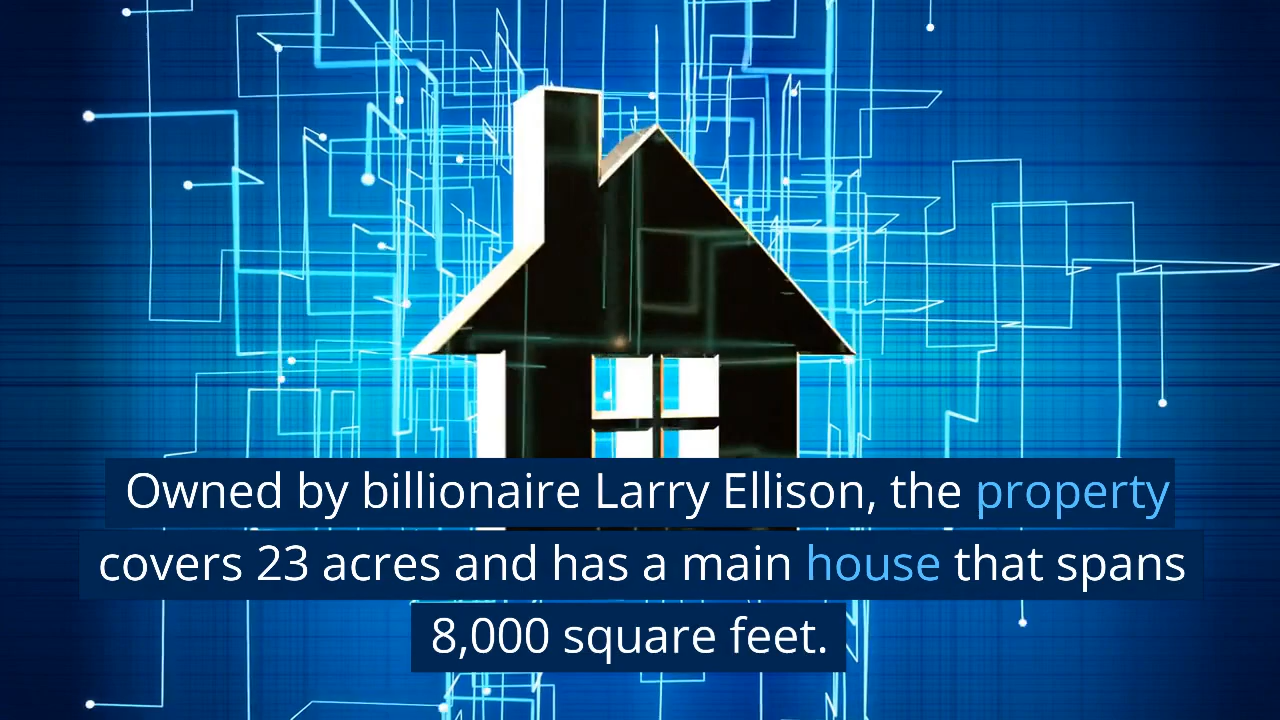 Owned by billionaire Larry Ellison, the property
covers 23 acres and has a main house that spans
8,000 square feet.